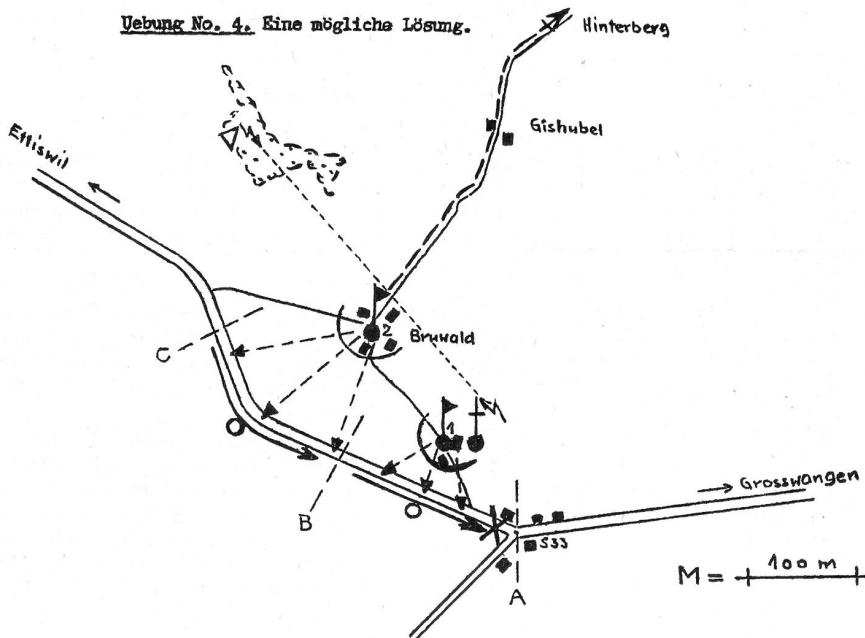 Uebung No. 4. Eine mögliche Lösung.
Hinterberg
Gishubel
Ettiswil
2
Bruwald
C
1
Grosswangen
B
533
M = 100 m
A